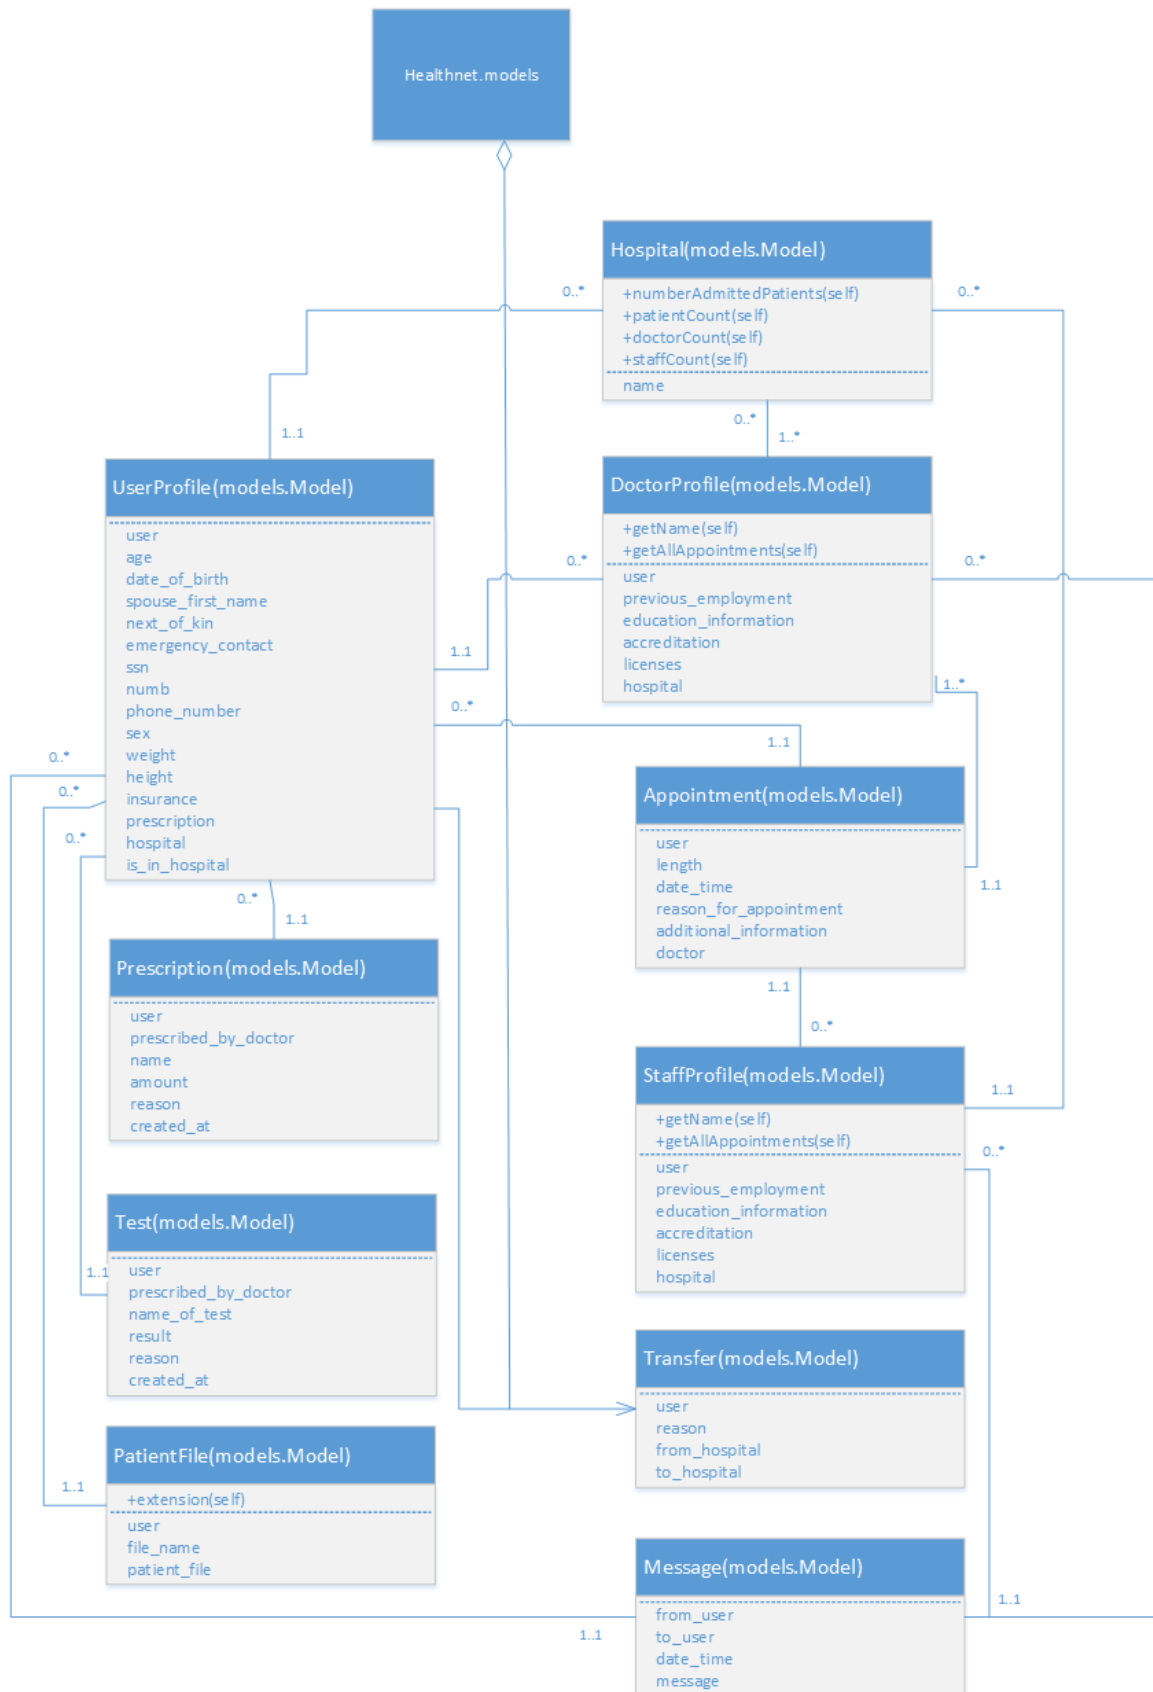 Healthnet.models
Hospital(models.Model)
+numberAdmittedPatients(self)
+patientCount(self)
+doctorCount(self)
+staffCount(self)
name
0..*
0..*
1..1
0..*
1..*
UserProfile(models.Model)
user
age
date_of_birth
spouse_first_name
next_of_kin
emergency_contact
ssn
numb
phone_number
sex
weight
height
insurance
prescription
hospital
is_in_hospital
DoctorProfile(models.Model)
+getName(self)
+getAllAppointments(self)
user
previous_employment
education_information
accreditation
licenses
hospital
0..*
0..*
1..1
0..*
1..*
1..1
0..*
0..*
0..*
0..*
1..1
Appointment(models.Model)
user
length
date_time
reason_for_appointment
additional_information
doctor
1..1
1..1
0..*
Prescription(models.Model)
user
prescribed_by_doctor
name
amount
reason
created_at
StaffProfile(models.Model)
+getName(self)
+getAllAppointments(self)
user
previous_employment
education_information
accreditation
licenses
hospital
1..1
0..*
Test(models.Model)
user
prescribed_by_doctor
name_of_test
result
reason
created_at
1..1
Transfer(models.Model)
user
reason
from_hospital
to_hospital
PatientFile(models.Model)
+extension(self)
user
file_name
patient_file
1..1
Message(models.Model)
from_user
to_user
date_time
message
1..1
1..1